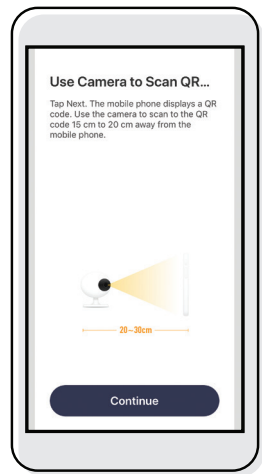 Use Camera to Scan QR...
Tap Next. The mobile phone displays a QR
code. Use the camera to scan to the QR
code 15 cm to 20 cm away from the
mobile phone.
20~30cm
Continue